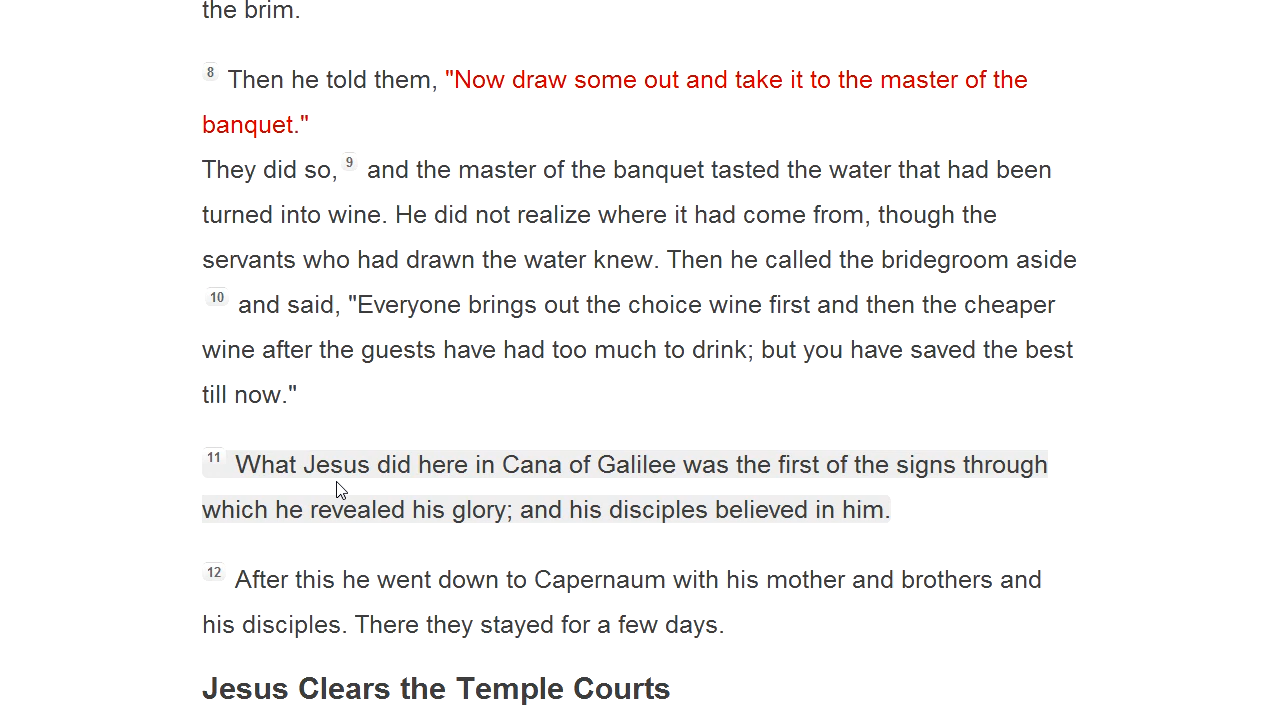 the brim.
8 Then he told them, "Now draw some out and take it to the master of the
banquet."
They did so, 9 and the master of the banquet tasted the water that had been
turned into wine. He did not realize where it had come from, though the
servants who had drawn the water knew. Then he called the bridegroom aside
10 and said, "Everyone brings out the choice wine first and then the cheaper
wine after the guests have had too much to drink; but you have saved the best
till now."
11 What Jesus did here in Cana of Galilee was the first of the signs through
which he revealed his glory; and his disciples believed in him.
12 After this he went down to Capernaum with his mother and brothers and
his disciples. There they stayed for a few days.
Jesus Clears the Temple Courts